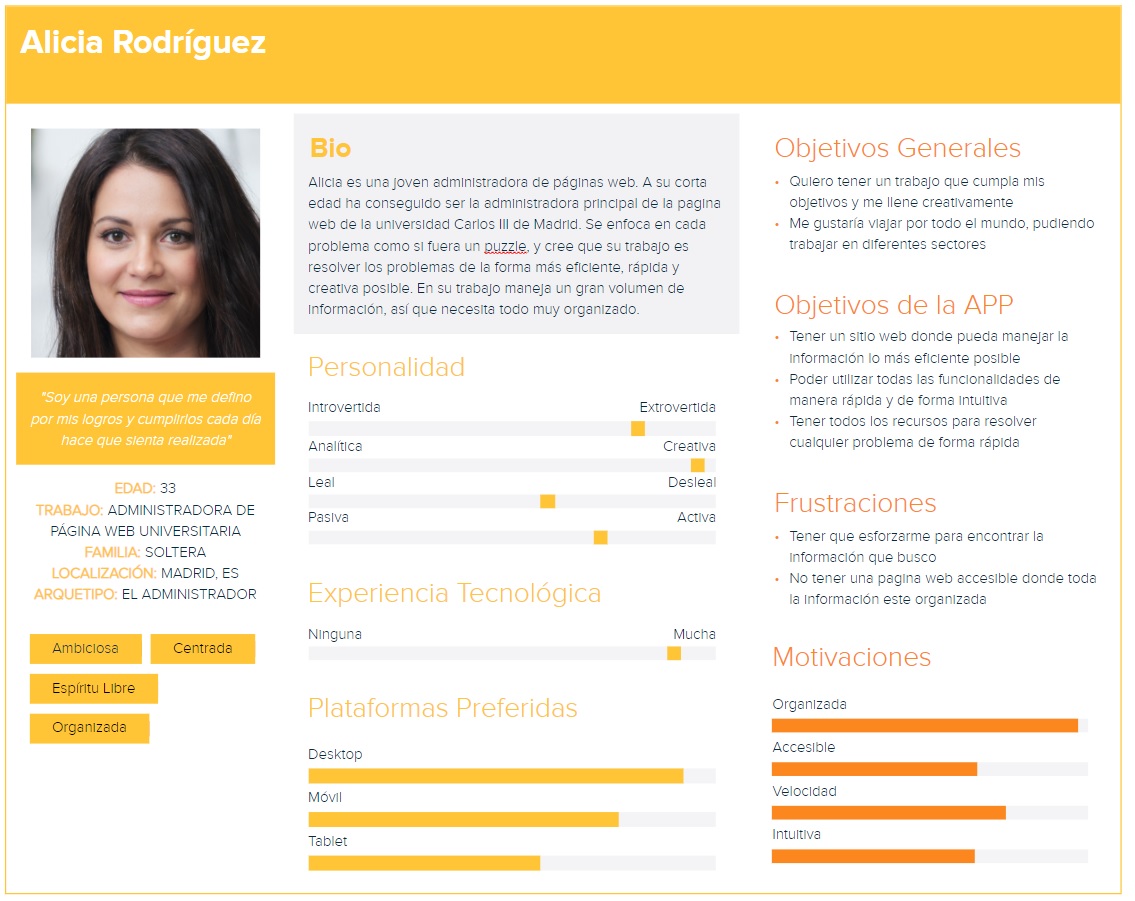 Alicia Rodríguez
"Soy una persona que me defino
por mis logros y cumplirlos cada día
hace que sienta realizada"
EDAD: 33
TRABAJO: ADMINISTRADORA DE
PÁGINA WEB UNIVERSITARIA
FAMILIA: SOLTERA
LOCALIZACIÓN: MADRID, ES
ARQUETIPO: EL ADMINISTRADOR
Ambiciosa
Centrada
Espíritu Libre
Organizada
Bio
Alicia es una joven administradora de páginas web. A su corta
edad ha conseguido ser la administradora principal de la pagina
web de la universidad Carlos III de Madrid. Se enfoca en cada
problema como si fuera un puzzle, y cree que su trabajo es
resolver los problemas de la forma más eficiente, rápida y
creativa posible. En su trabajo maneja un gran volumen de
información, así que necesita todo muy organizado.
Personalidad
Introvertida Extrovertida
Analítica Creativa
Leal Desleal
Pasiva Activa
Experiencia Tecnológica
Ninguna Mucha
Plataformas Preferidas
Desktop
Móvil
Tablet
Objetivos Generales
• Quiero tener un trabajo que cumpla mis
objetivos y me llene creativamente
• Me gustaría viajar por todo el mundo, pudiendo
trabajar en diferentes sectores
Objetivos de la APP
• Tener un sitio web donde pueda manejar la
información lo más eficiente posible
• Poder utilizar todas las funcionalidades de
manera rápida y de forma intuitiva
• Tener todos los recursos para resolver
cualquier problema de forma rápida
Frustraciones
• Tener que esforzarme para encontrar la
información que busco
• No tener una pagina web accesible donde toda
la información este organizada
Motivaciones
Organizada
Accesible
Velocidad
Intuitiva